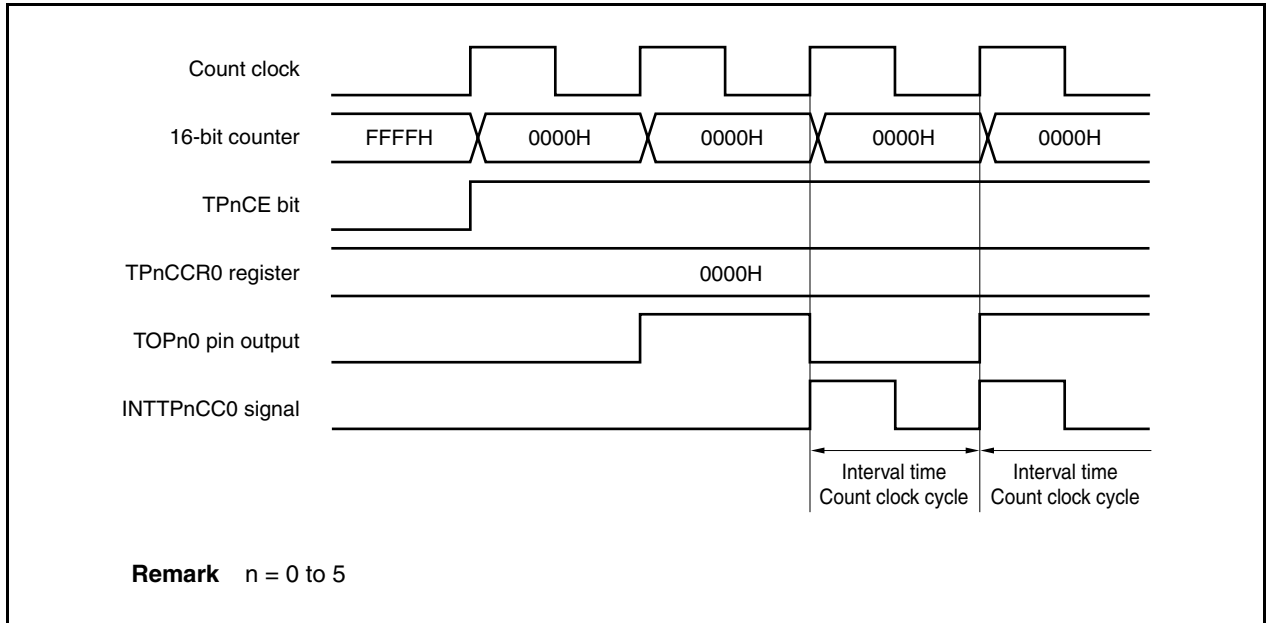 Count clock
16-bit counter FFFFH 0000H 0000H 0000H 0000H
TPnCE bit
TPnCCR0 register 0000H
TOPn0 pin output
INTTPnCC0 signal
Interval time Interval time
Count clock cycle Count clock cycle
Remark n = 0 to 5